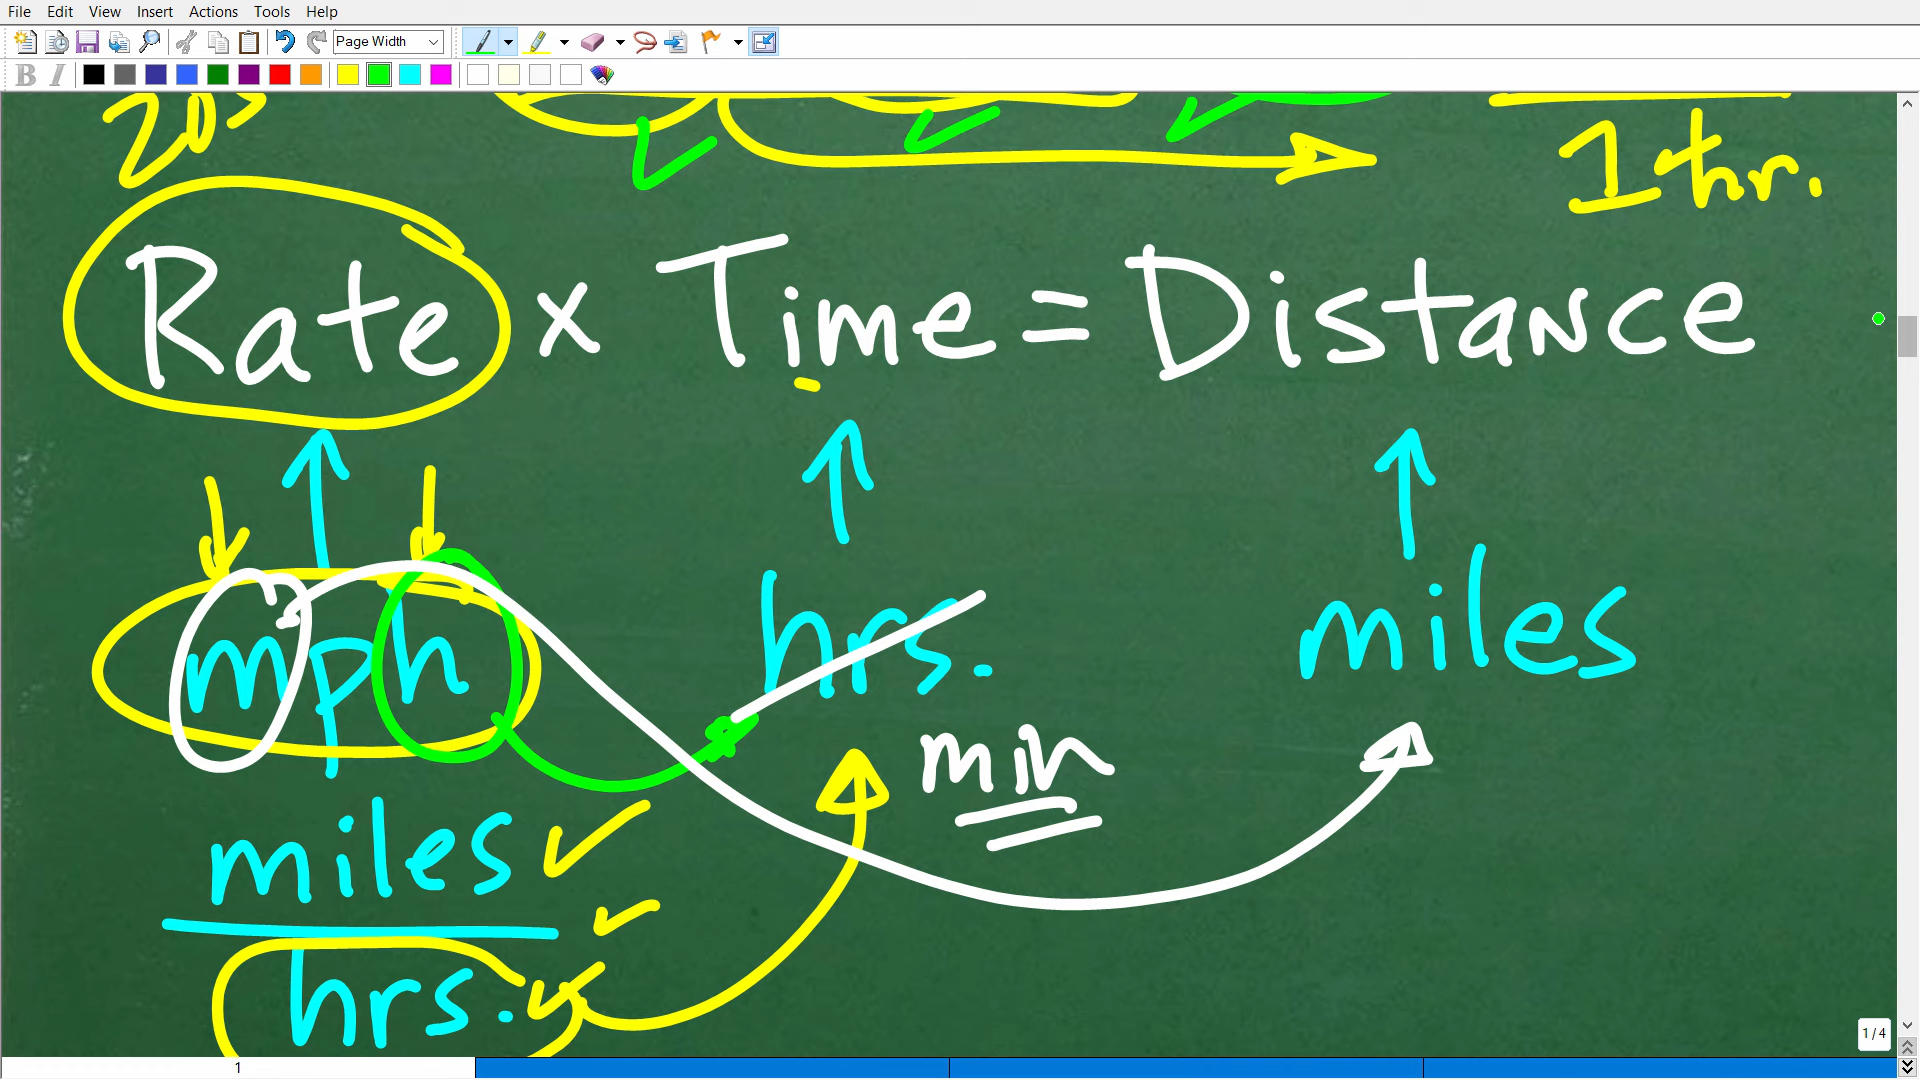 File Edit View Insert Actions Tools Help
Page Width
B I
1 hr.
Rate x Time = Distance
mph hrs. miles
min
miles
hrs.
1 / 4
1